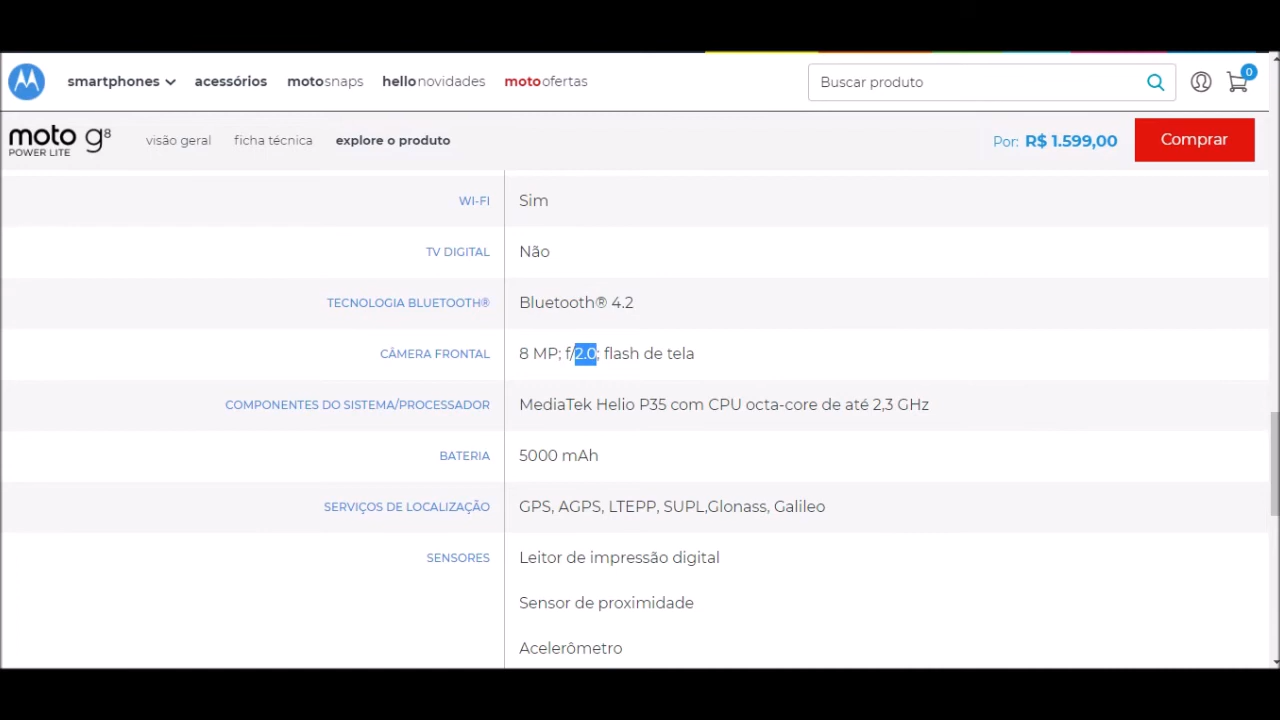 smartphones acessórios motosnaps hellonovidades motoofertas Buscar produto 0
moto g8 visão geral ficha técnica explore o produto Por: R$ 1.599,00 Comprar
POWER LITE
WI-FI Sim
TV DIGITAL Não
TECNOLOGIA BLUETOOTH® Bluetooth® 4.2
CÂMERA FRONTAL 8 MP; f/2.0; flash de tela
COMPONENTES DO SISTEMA/PROCESSADOR MediaTek Helio P35 com CPU octa-core de até 2,3 GHz
BATERIA 5000 mAh
SERVIÇOS DE LOCALIZAÇÃO GPS, AGPS, LTEPP, SUPL,Glonass, Galileo
SENSORES Leitor de impressão digital
Sensor de proximidade
Acelerômetro